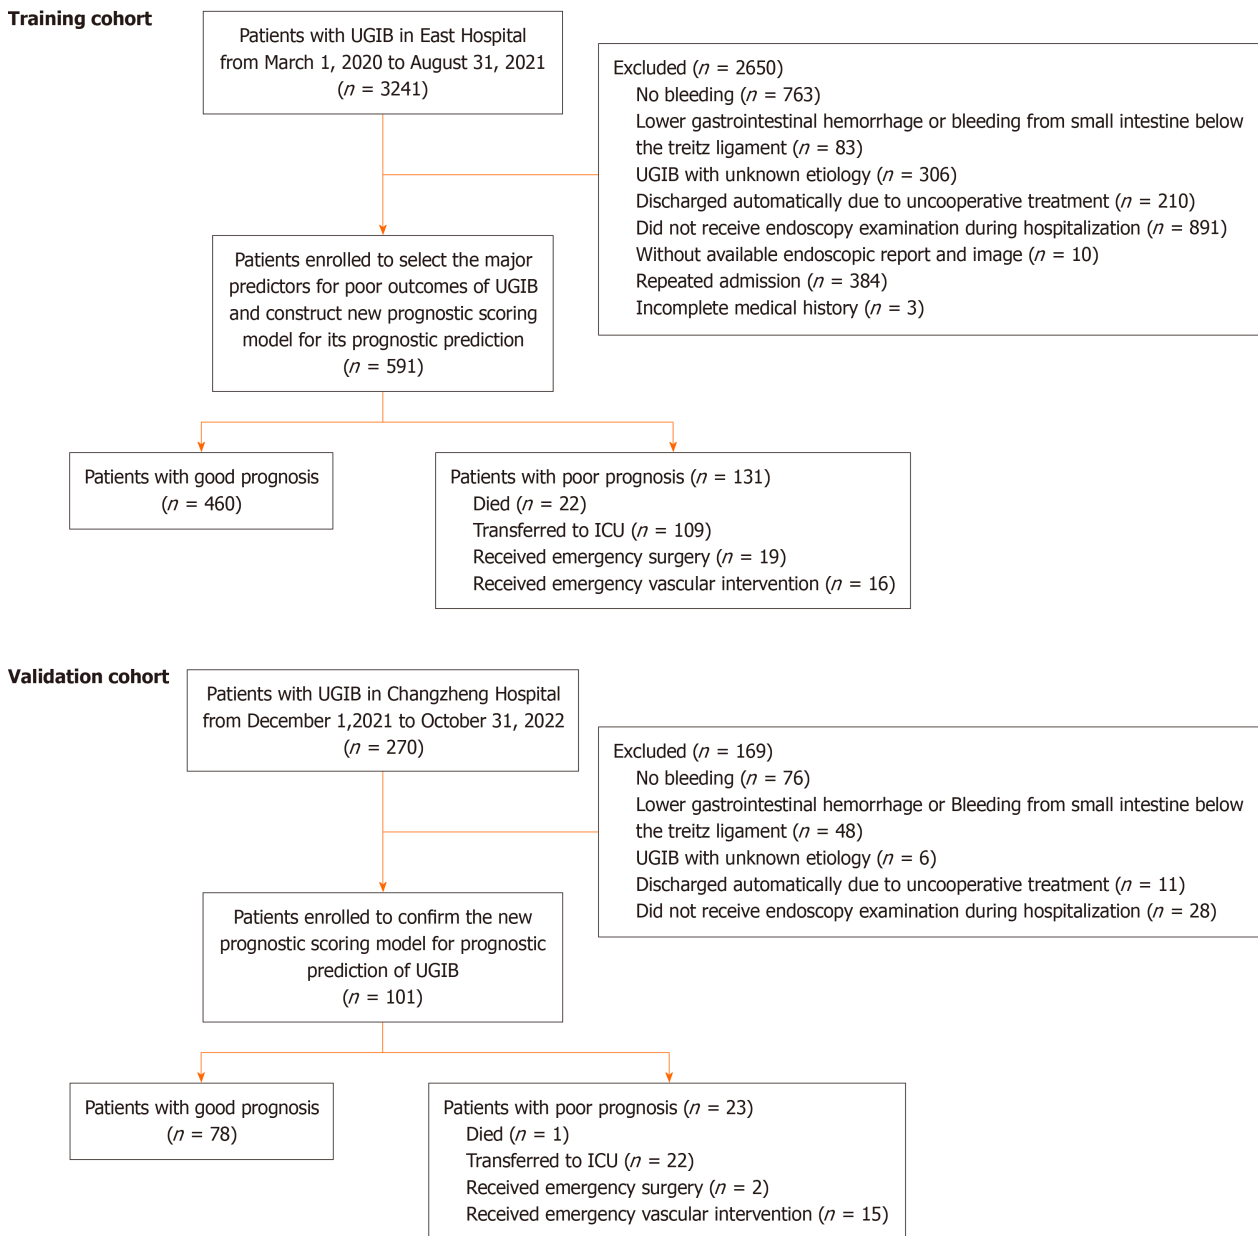 Training cohort
Patients with UGIB in East Hospital
from March 1, 2020 to August 31, 2021
(n = 3241)
Excluded (n = 2650)
No bleeding (n = 763)
Lower gastrointestinal hemorrhage or bleeding from small intestine below
the treitz ligament (n = 83)
UGIB with unknown etiology (n = 306)
Discharged automatically due to uncooperative treatment (n = 210)
Did not receive endoscopy examination during hospitalization (n = 891)
Without available endoscopic report and image (n = 10)
Repeated admission (n = 384)
Incomplete medical history (n = 3)
Patients enrolled to select the major
predictors for poor outcomes of UGIB
and construct new prognostic scoring
model for its prognostic prediction
(n = 591)
Patients with good prognosis
(n = 460)
Patients with poor prognosis (n = 131)
Died (n = 22)
Transferred to ICU (n = 109)
Received emergency surgery (n = 19)
Received emergency vascular intervention (n = 16)
Validation cohort
Patients with UGIB in Changzheng Hospital
from December 1,2021 to October 31, 2022
(n = 270)
Excluded (n = 169)
No bleeding (n = 76)
Lower gastrointestinal hemorrhage or Bleeding from small intestine below
the treitz ligament (n = 48)
UGIB with unknown etiology (n = 6)
Discharged automatically due to uncooperative treatment (n = 11)
Did not receive endoscopy examination during hospitalization (n = 28)
Patients enrolled to confirm the new
prognostic scoring model for prognostic
prediction of UGIB
(n = 101)
Patients with good prognosis
(n = 78)
Patients with poor prognosis (n = 23)
Died (n = 1)
Transferred to ICU (n = 22)
Received emergency surgery (n = 2)
Received emergency vascular intervention (n = 15)